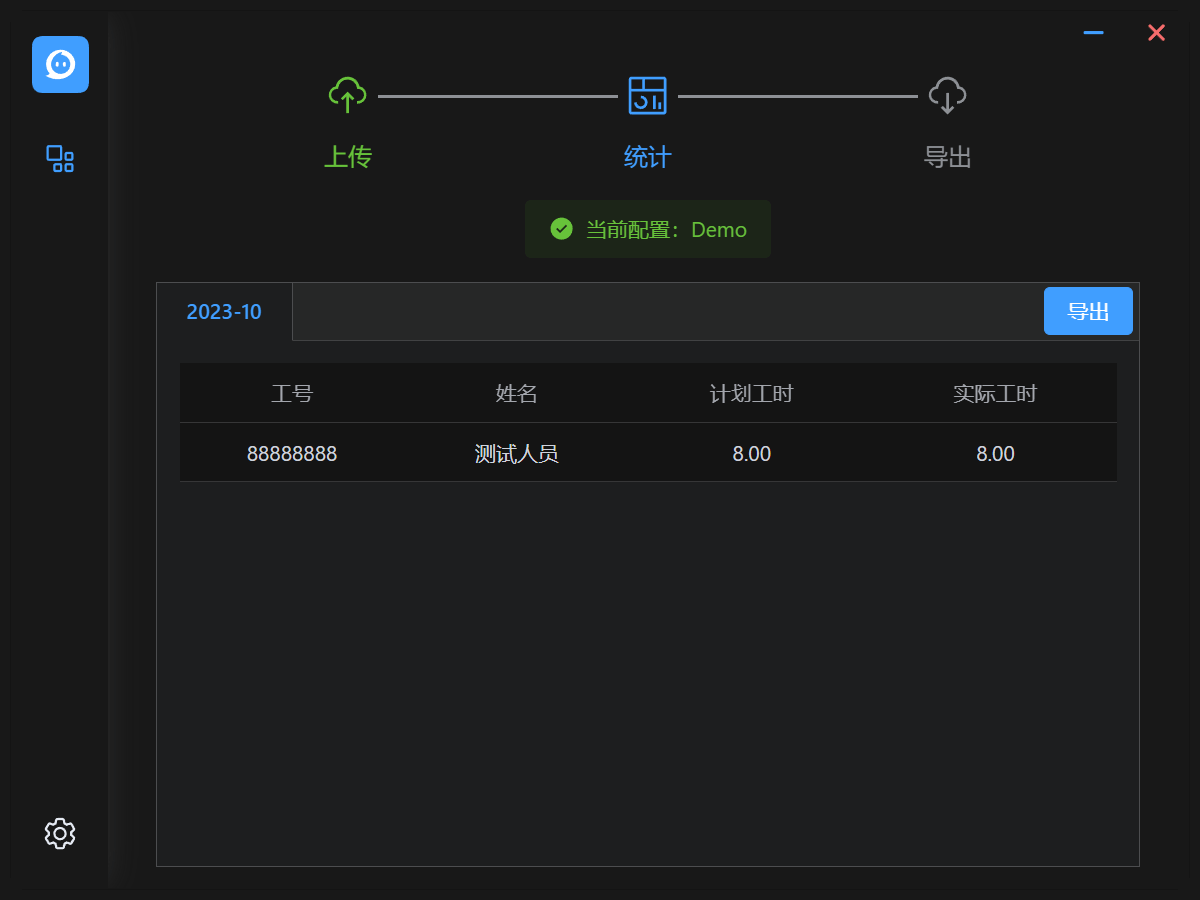 上传
统计
导出
当前配置：Demo
2023-10
导出
工号 姓名 计划工时 实际工时
88888888 测试人员 8.00 8.00